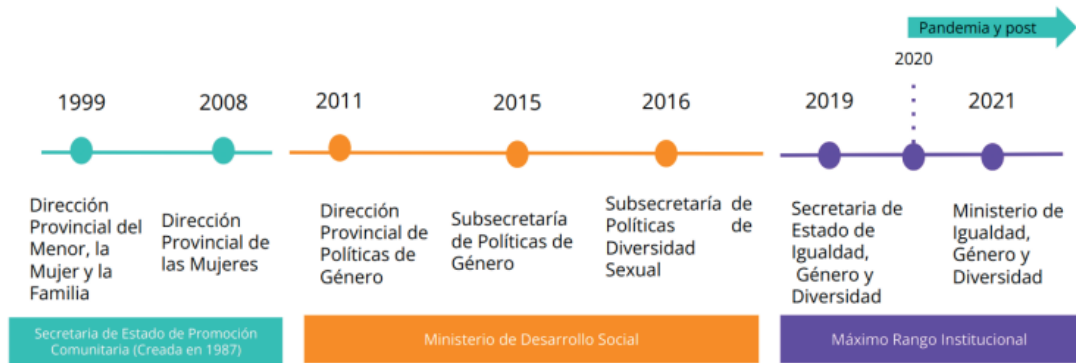 Pandemia y post
2020
1999
2008
2011
2015
2016
2019
2021
Dirección
Provincial del
Menor, la
Mujer y la
Familia
Dirección
Provincial de
las Mujeres
Dirección
Provincial de
Políticas de
Género
Subsecretaría
de Políticas de
Género
Subsecretaría de
Políticas de
Diversidad
Sexual
Secretaria de
Estado de
Igualdad,
Género y
Diversidad
Ministerio de
Igualdad,
Género y
Diversidad
Secretaria de Estado de Promoción
Comunitaria (Creada en 1987)
Ministerio de Desarrollo Social
Máximo Rango Institucional